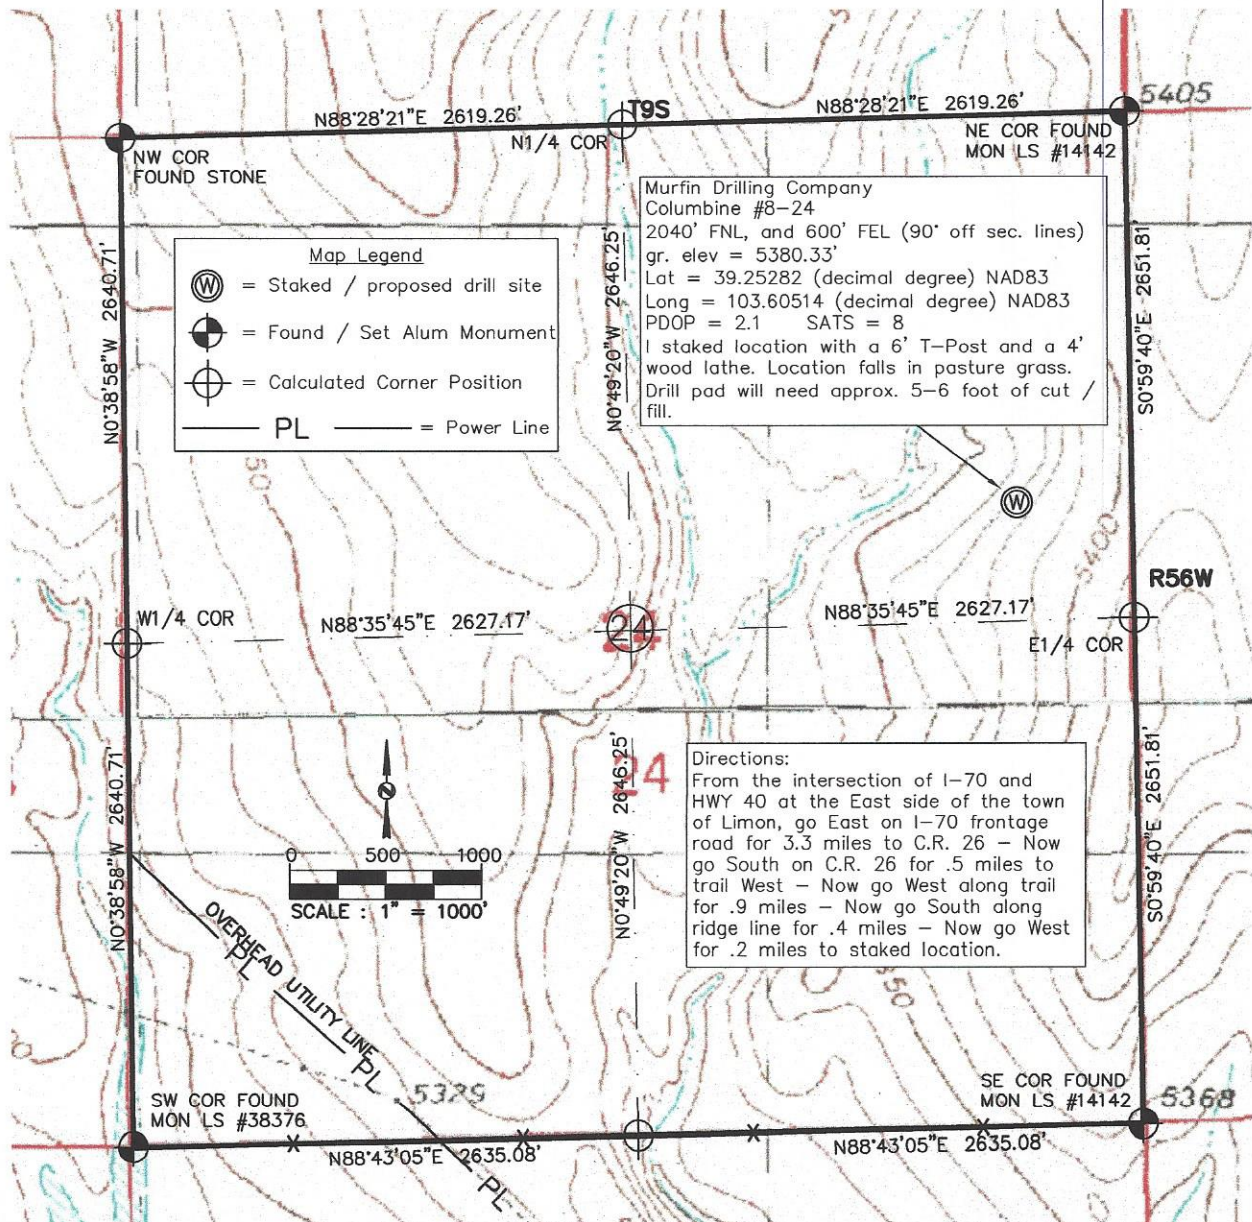 5405
T9S
N88°28'21"E 2619.26'
N88°28'21"E 2619.26'
N1/4 COR
NE COR FOUND
MON LS #14142
NW COR
FOUND STONE
Murfin Drilling Company
Columbine #8-24
2040' FNL, and 600' FEL (90° off sec. lines)
gr. elev = 5380.33'
Lat = 39.25282 (decimal degree) NAD83
Long = 103.60514 (decimal degree) NAD83
PDOP = 2.1 SATS = 8
I staked location with a 6' T-Post and a 4'
wood lathe. Location falls in pasture grass.
Drill pad will need approx. 5-6 foot of cut /
fill.
Map Legend
W = Staked / proposed drill site
= Found / Set Alum Monument
= Calculated Corner Position
PL = Power Line
N0°38'58"W 2640.71'
N0°49'20"W 2646.25'
S0°59'40"E 2651.81'
W
5400
R56W
W1/4 COR
N88°35'45"E 2627.17'
24
N88°35'45"E 2627.17'
E1/4 COR
N0°38'58"W 2640.71'
N
0 500 1000
SCALE : 1" = 1000'
N0°49'20"W 2646.25'
24
Directions:
From the intersection of I-70 and
HWY 40 at the East side of the town
of Limon, go East on I-70 frontage
road for 3.3 miles to C.R. 26 - Now
go South on C.R. 26 for .5 miles to
trail West - Now go West along trail
for .9 miles - Now go South along
ridge line for .4 miles - Now go West
for .2 miles to staked location.
S0°59'40"E 2651.81'
OVERHEAD UTILITY LINE
PL
PL
PL
5329
SW COR FOUND
MON LS #38376
SE COR FOUND
MON LS #14142
5368
N88°43'05"E 2635.08'
N88°43'05"E 2635.08'